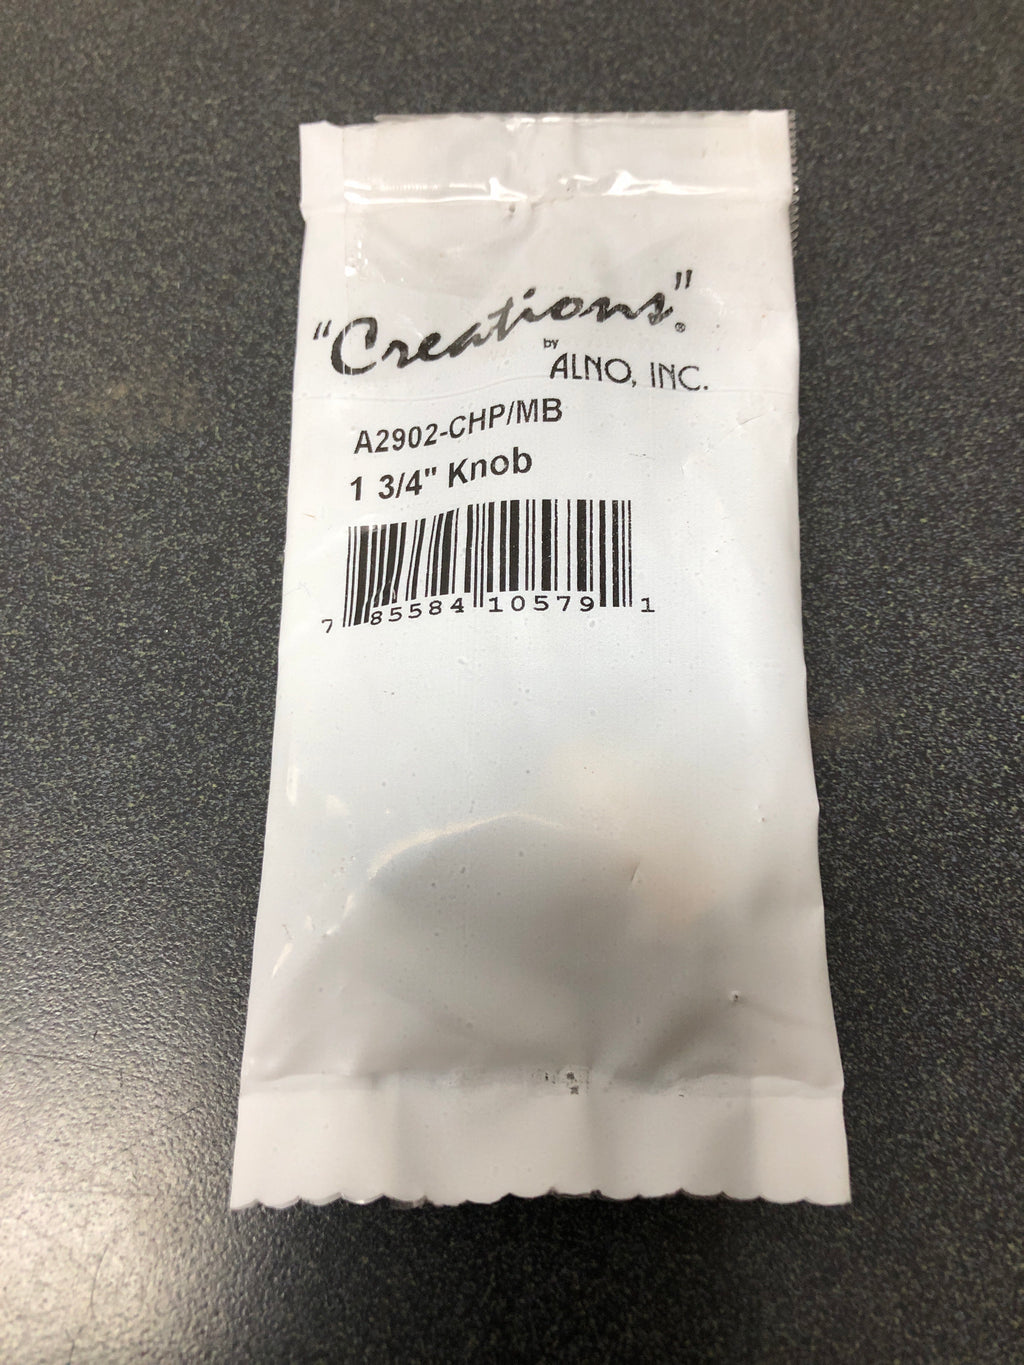 "Creations"®
by
ALNO, INC.
A2902-CHP/MB
1 3/4" Knob
7 85584 10579 1